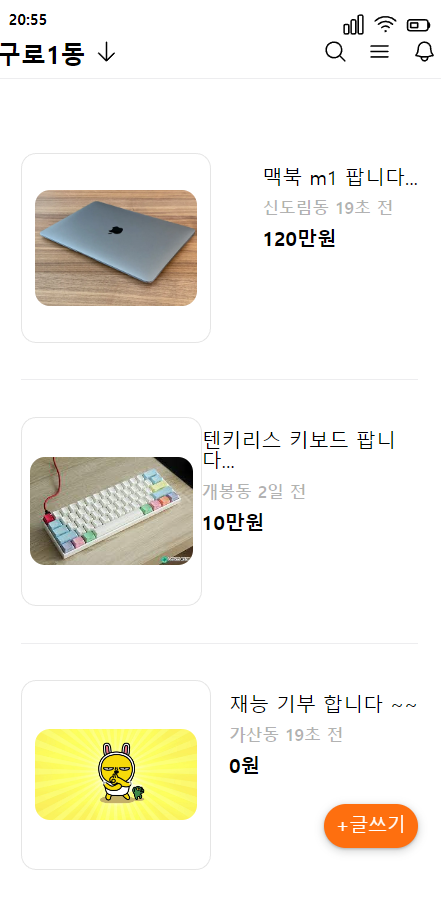 20:55
구로1동
맥북 m1 팝니다...
신도림동 19초 전
120만원
텐키리스 키보드 팝니
다...
개봉동 2일 전
10만원
재능 기부 합니다 ~~
가산동 19초 전
0원
+글쓰기